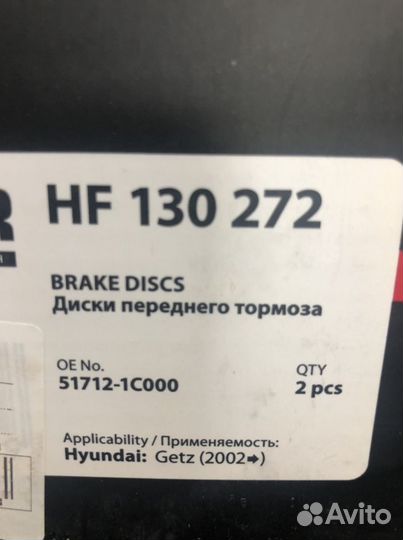 R
HF 130 272
BRAKE DISCS
Диски переднего тормоза
OE No.
51712-1C000
QTY
2 pcs
Applicability / Применяемость:
Hyundai: Getz (2002➔)
Avito